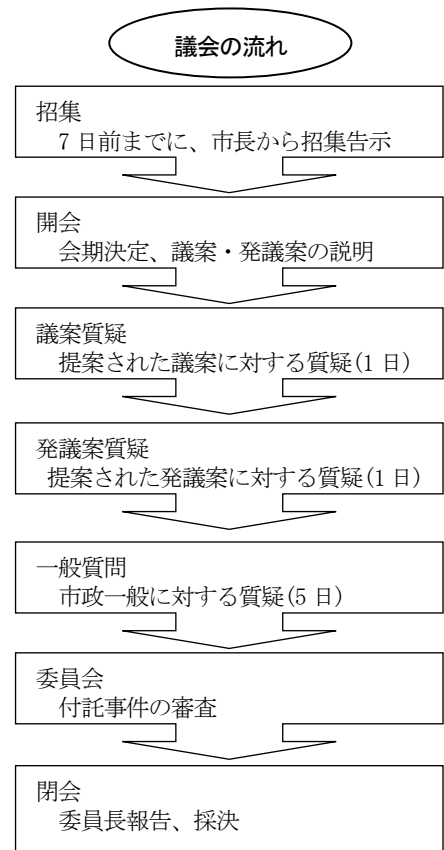 議会の流れ
招集
7日前までに、市長から招集告示
開会
会期決定、議案・発議案の説明
議案質疑
提案された議案に対する質疑(1日)
発議案質疑
提案された発議案に対する質疑(1日)
一般質問
市政一般に対する質疑(5日)
委員会
付託事件の審査
閉会
委員長報告、採決